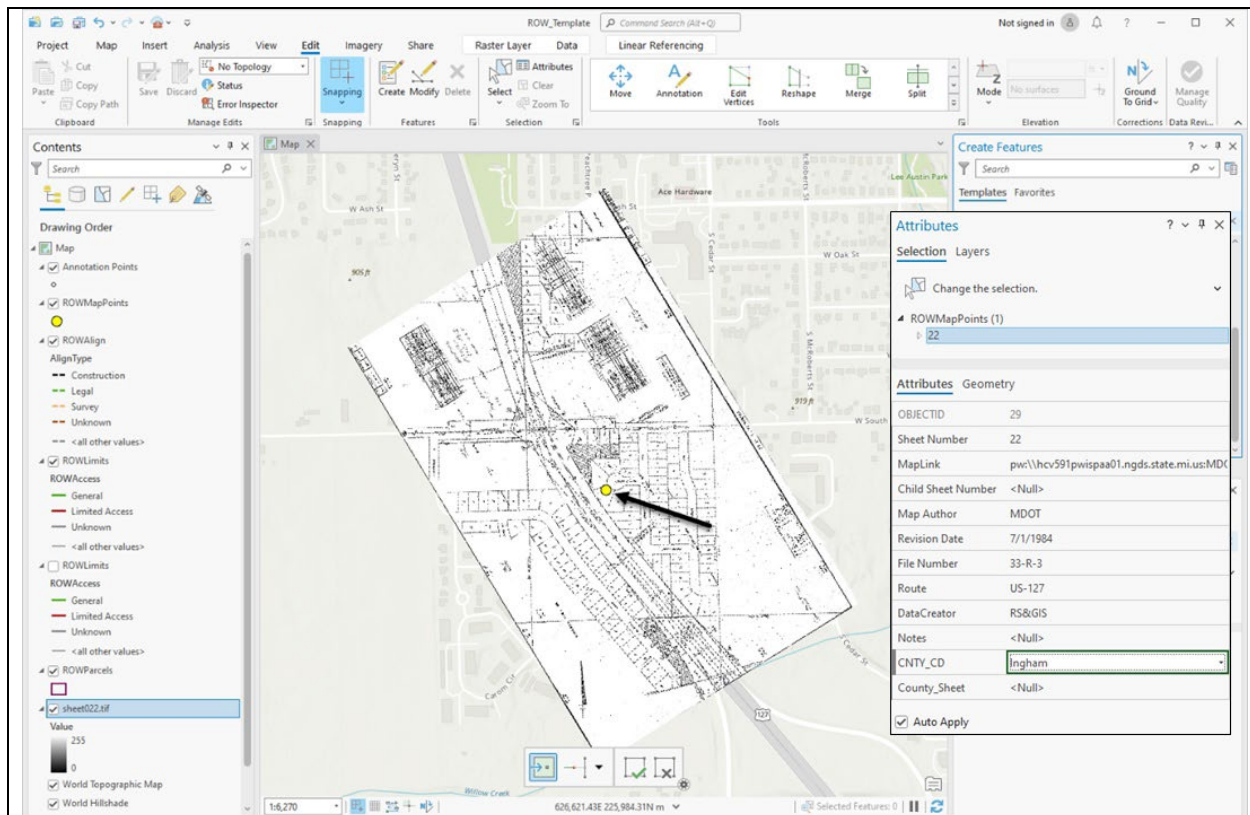 ROW_Template
Command Search (Alt+Q)
Not signed in
?
Project Map Insert Analysis View Edit Imagery Share Raster Layer Data Linear Referencing
Paste
Cut
Copy
Copy Path
Clipboard
Save Discard
No Topology
Status
Error Inspector
Manage Edits
Snapping
Snapping
Create Modify Delete
Features
Select
Attributes
Clear
Zoom To
Selection
Move Annotation Edit Vertices Reshape Merge Split
Tools
Mode
No surfaces
Elevation
Ground To Grid
Corrections
Manage Quality
Data Revi...
Contents
Search
Drawing Order
Map
Annotation Points
ROWMapPoints
ROWAlign
AlignType
Construction
Legal
Survey
Unknown
<all other values>
ROWLimits
ROWAccess
General
Limited Access
Unknown
<all other values>
ROWLimits
ROWAccess
General
Limited Access
Unknown
<all other values>
ROWParcels
sheet022.tif
Value
255
0
World Topographic Map
World Hillshade
Map
Ace Hardware
Lee Austin Park
W Ash St
W Oak St
905 ft
S Cedar St
S McRoberts St
919 ft
W South
S Cedar St
Carom Cir
127
Willow Creek
1:6,270
626,621.43E 225,984.31N m
Selected Features: 0
Create Features
?
Search
Templates Favorites
Attributes
?
Selection Layers
Change the selection.
ROWMapPoints (1)
22
Attributes Geometry
OBJECTID 29
Sheet Number 22
MapLink pw:\\hcv591pwispaa01.ngds.state.mi.us:MD
Child Sheet Number <Null>
Map Author MDOT
Revision Date 7/1/1984
File Number 33-R-3
Route US-127
DataCreator RS&GIS
Notes <Null>
CNTY_CD Ingham
County_Sheet <Null>
Auto Apply